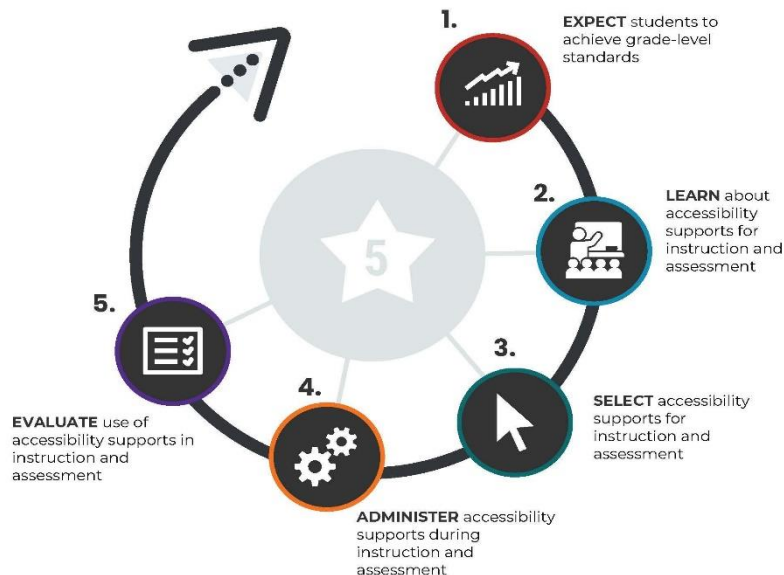 1.
EXPECT students to
achieve grade-level
standards
2.
LEARN about
accessibility
supports for
instruction and
assessment
3.
SELECT accessibility
supports for
instruction and
assessment
4.
ADMINISTER accessibility
supports during
instruction and
assessment
5.
EVALUATE use of
accessibility supports in
instruction and
assessment
5